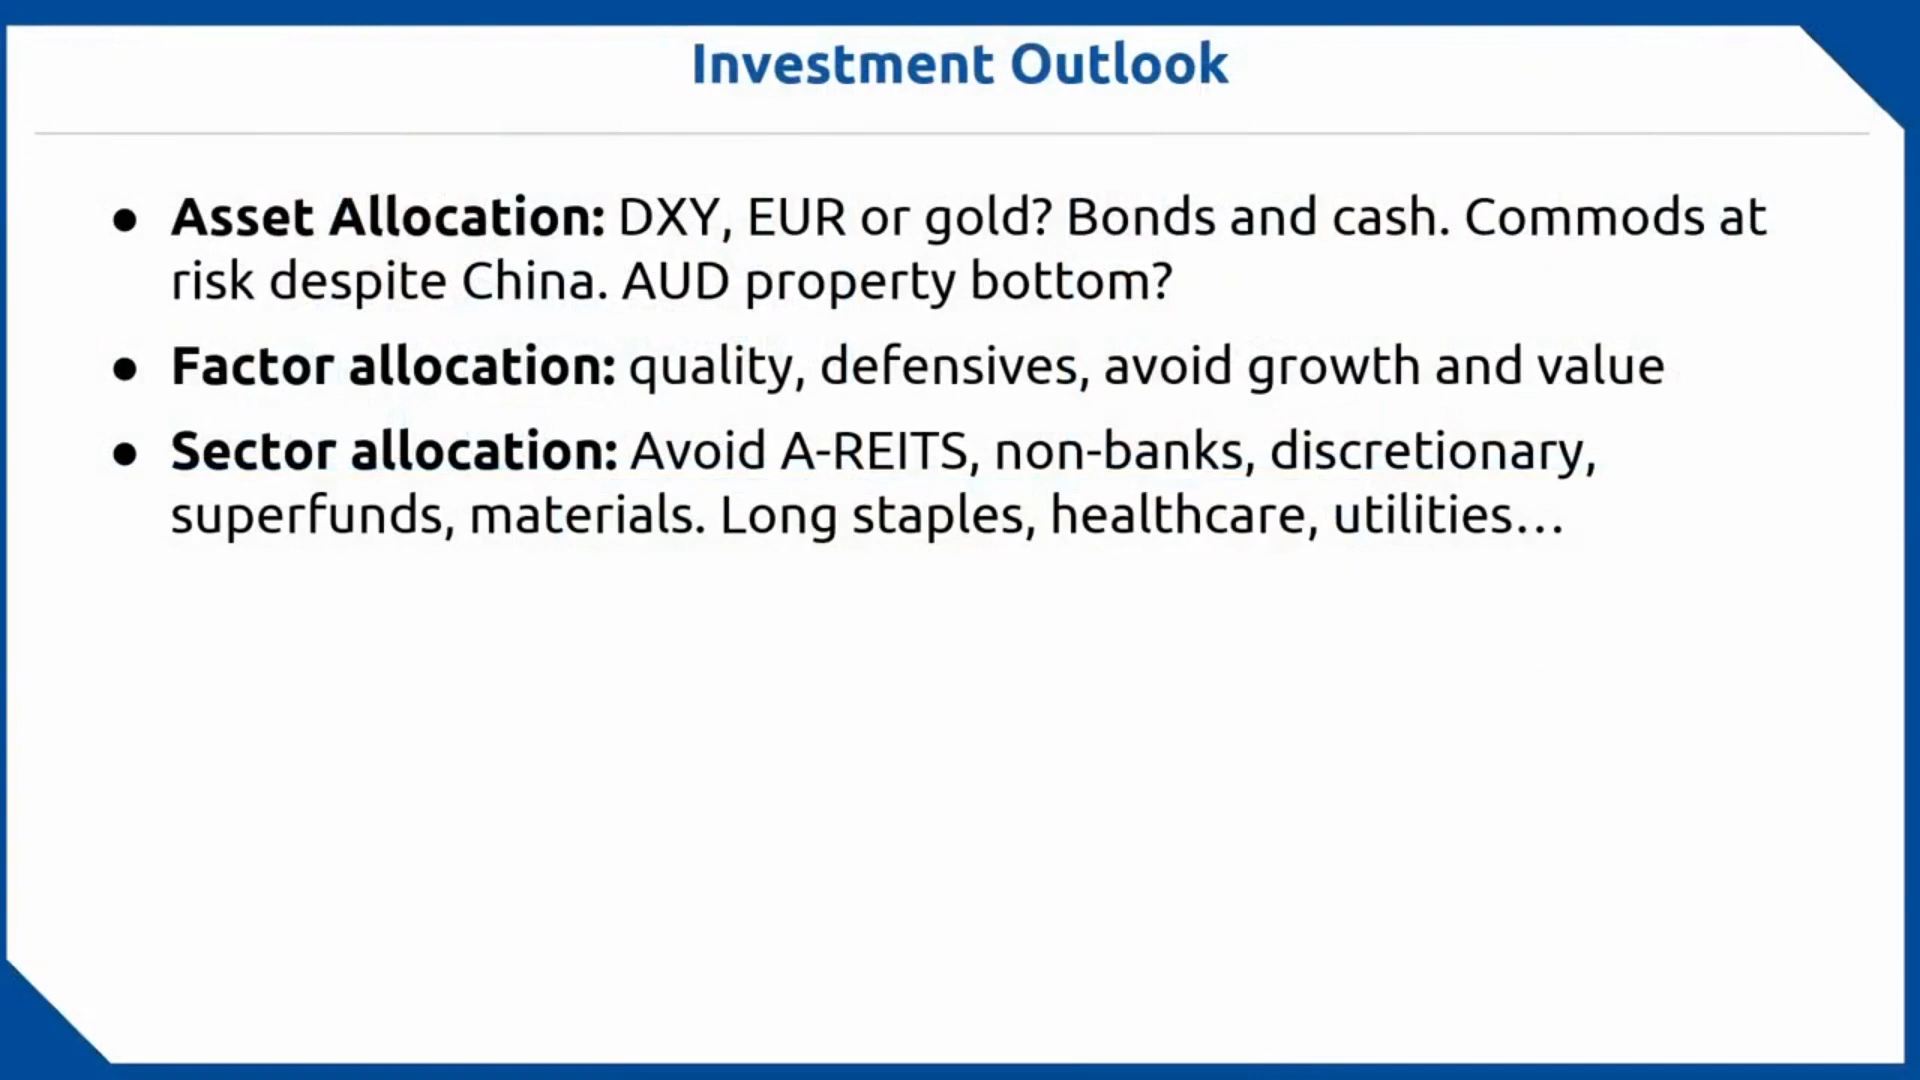 Investment Outlook
● Asset Allocation: DXY, EUR or gold? Bonds and cash. Commods at
risk despite China. AUD property bottom?
● Factor allocation: quality, defensives, avoid growth and value
● Sector allocation: Avoid A-REITS, non-banks, discretionary,
superfunds, materials. Long staples, healthcare, utilities…